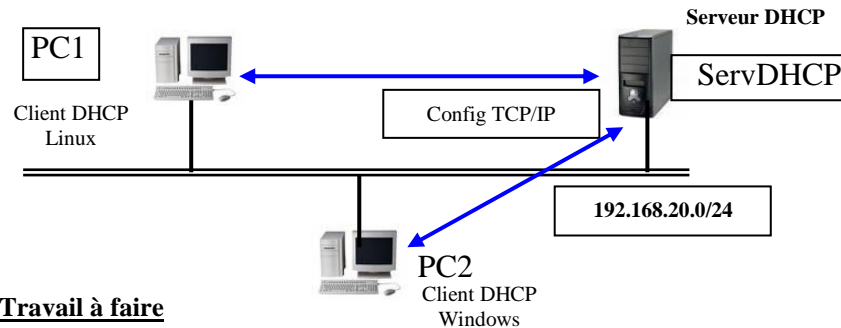 Serveur DHCP
PC1
ServDHCP
Client DHCP
Linux
Config TCP/IP
192.168.20.0/24
PC2
Client DHCP
Windows
Travail à faire